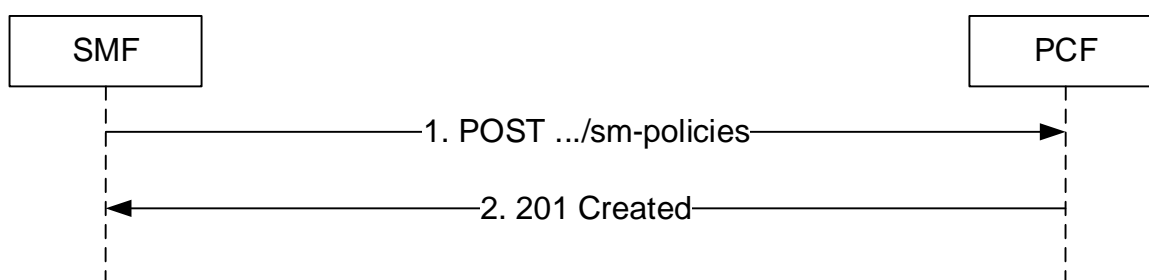 SMF
PCF
1. POST .../sm-policies
2. 201 Created